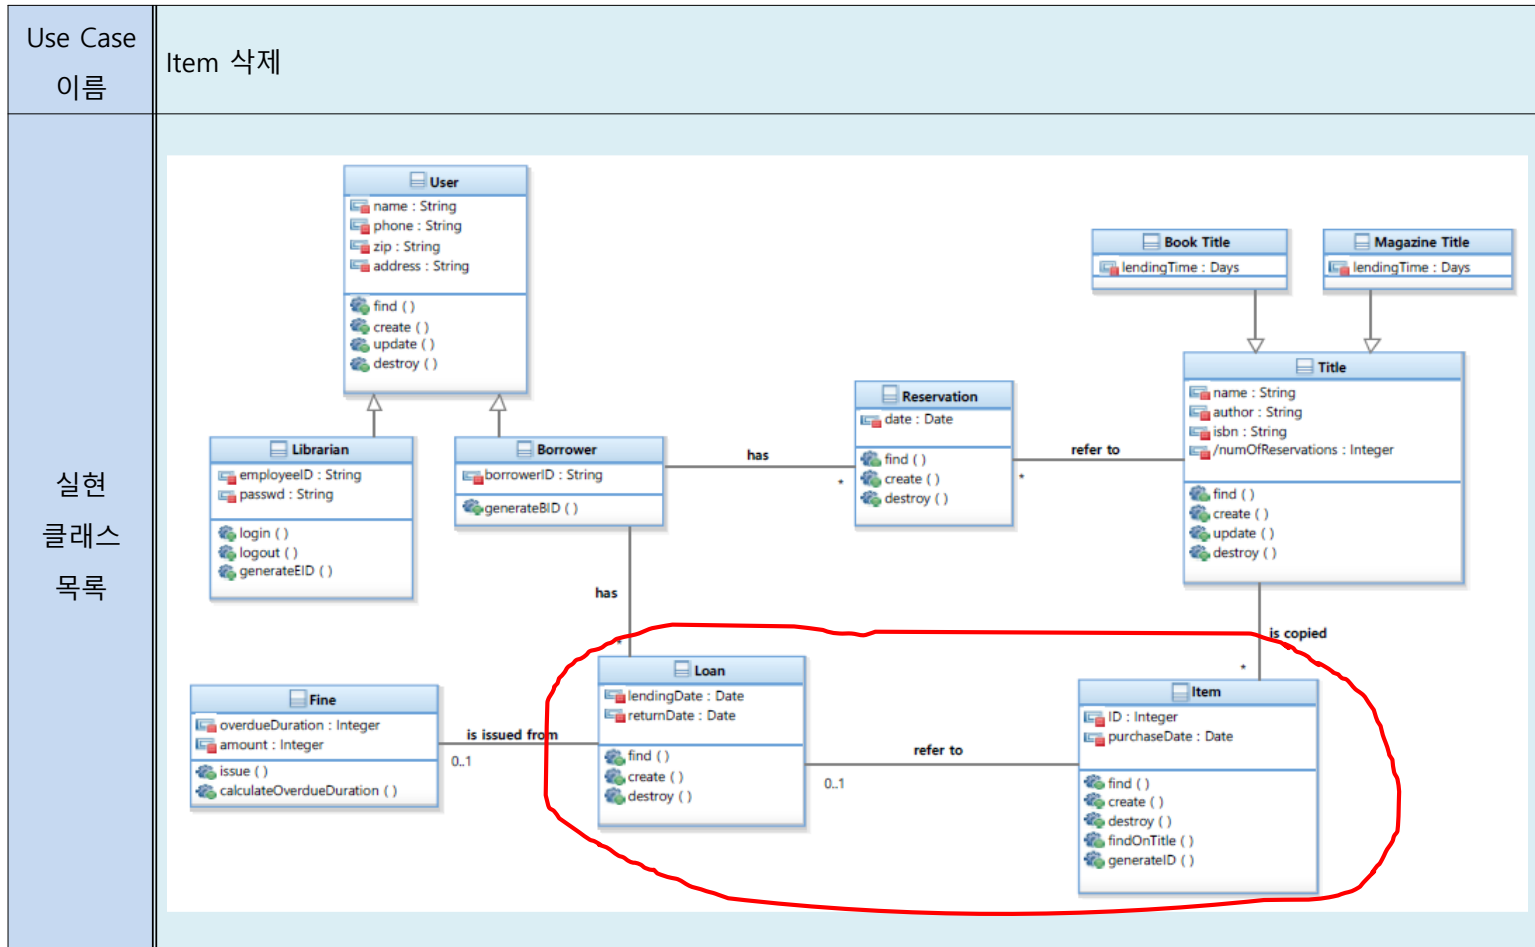 Use Case
이름
Item 삭제
실현
클래스
목록
User
name : String
phone : String
zip : String
address : String
find ( )
create ( )
update ( )
destroy ( )
Book Title
lendingTime : Days
Magazine Title
lendingTime : Days
Librarian
employeeID : String
passwd : String
login ( )
logout ( )
generateEID ( )
Borrower
borrowerID : String
generateBID ( )
has
*
Reservation
date : Date
find ( )
create ( )
destroy ( )
refer to
*
Title
name : String
author : String
isbn : String
/numOfReservations : Integer
find ( )
create ( )
update ( )
destroy ( )
has
*
is copied
*
Fine
overdueDuration : Integer
amount : Integer
issue ( )
calculateOverdueDuration ( )
is issued from
0..1
Loan
lendingDate : Date
returnDate : Date
find ( )
create ( )
destroy ( )
refer to
0..1
Item
ID : Integer
purchaseDate : Date
find ( )
create ( )
destroy ( )
findOnTitle ( )
generateID ( )